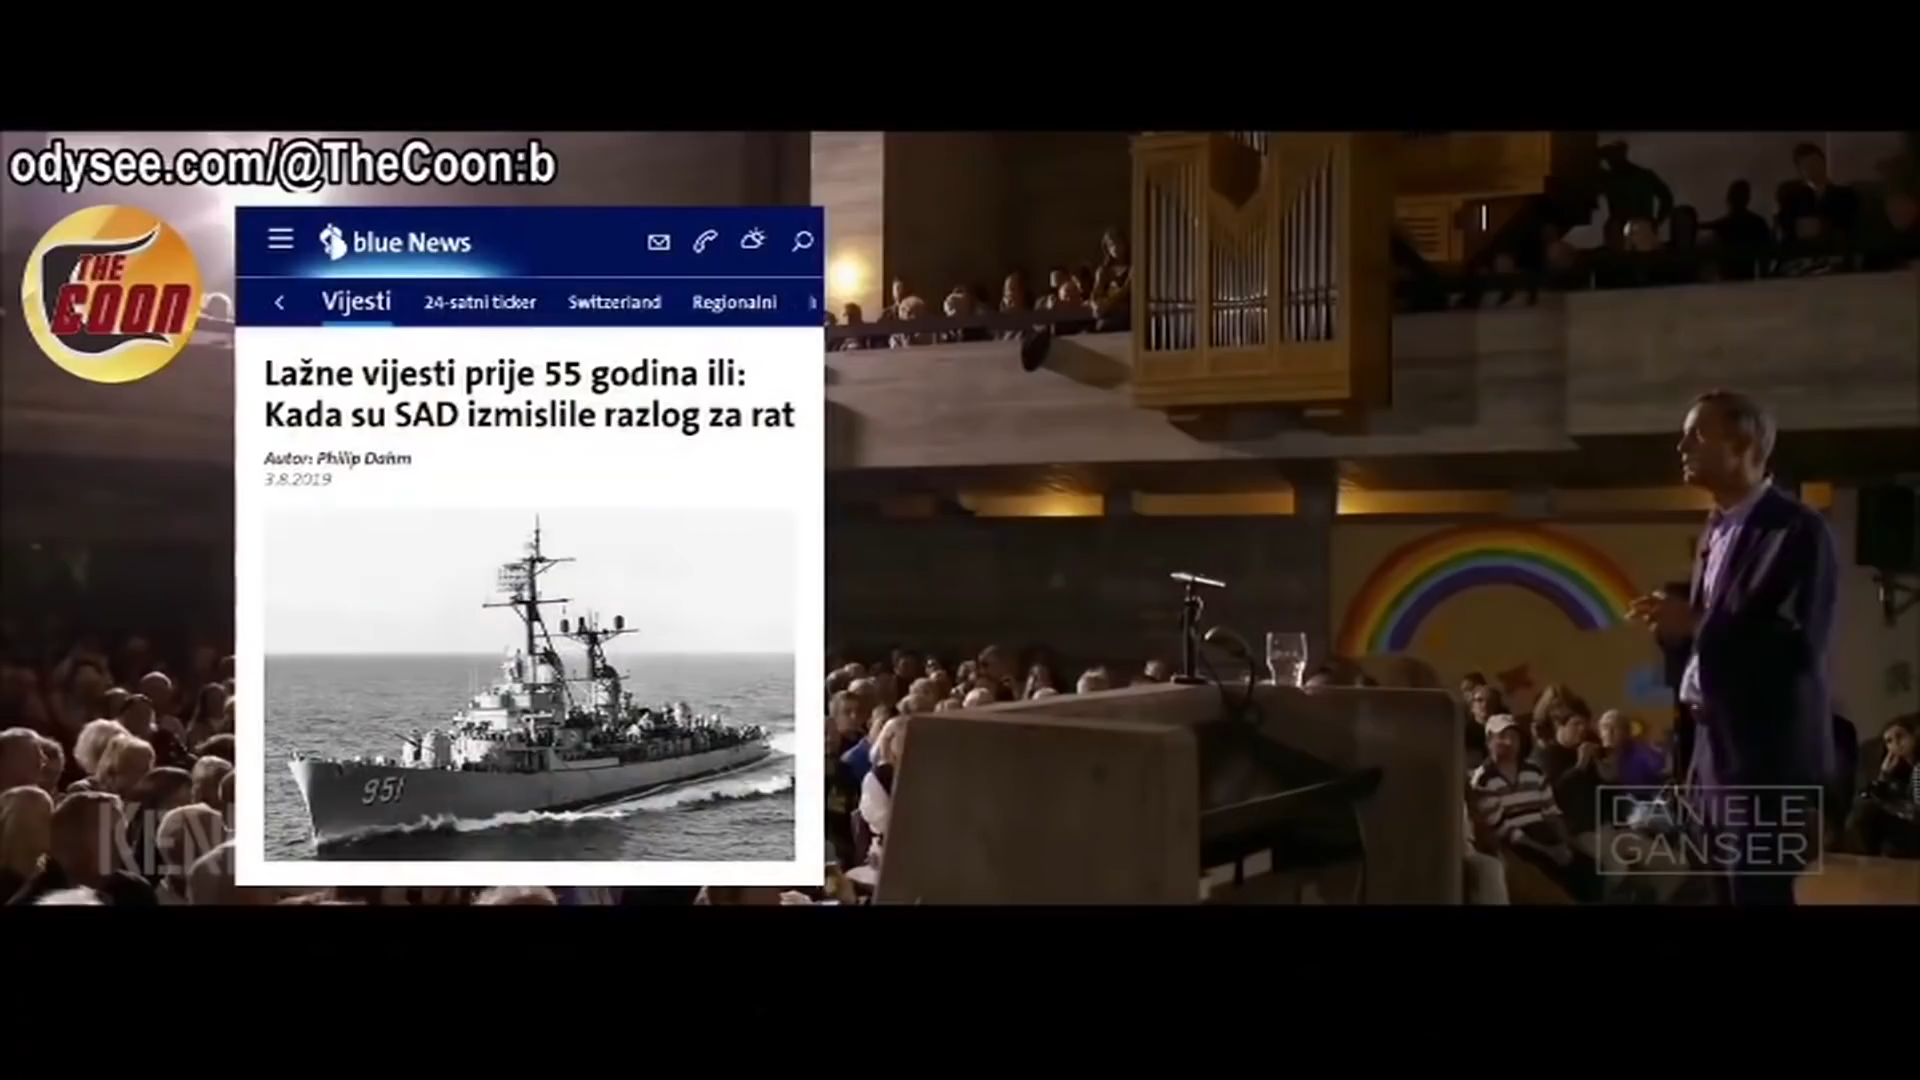 odysee.com/@TheCoon:b
THE
COON
blue News
Vijesti 24-satni ticker Switzerland Regionalni
Lažne vijesti prije 55 godina ili:
Kada su SAD izmislile razlog za rat
Autor: Philip Dahm
3.8.2019
951
DANIELE
GANSER